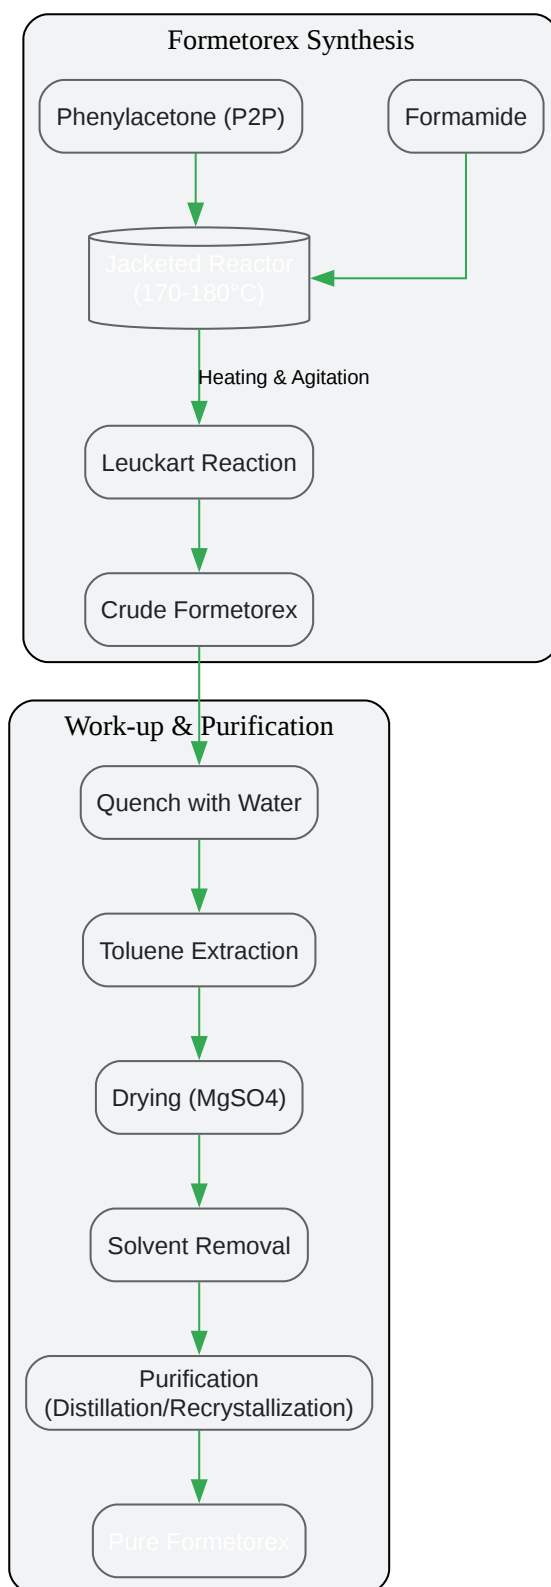 Formetorex Synthesis
Phenylacetone (P2P)
Formamide
Jacketed Reactor
(170-180°C)
Heating & Agitation
Leuckart Reaction
Crude Formetorex
Work-up & Purification
Quench with Water
Toluene Extraction
Drying (MgSO4)
Solvent Removal
Purification
(Distillation/Recrystallization)
Pure Formetorex